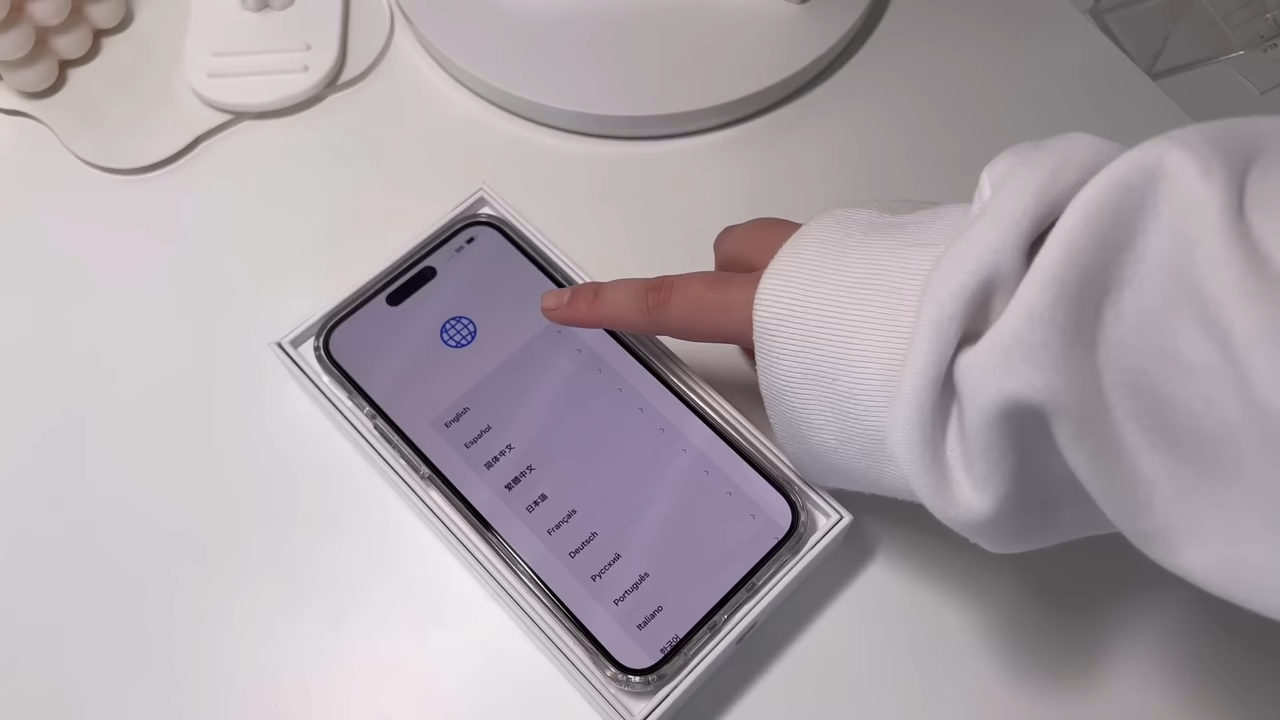 English
Español
简体中文
繁體中文
日本語
Français
Deutsch
Русский
Português
Italiano
한국어